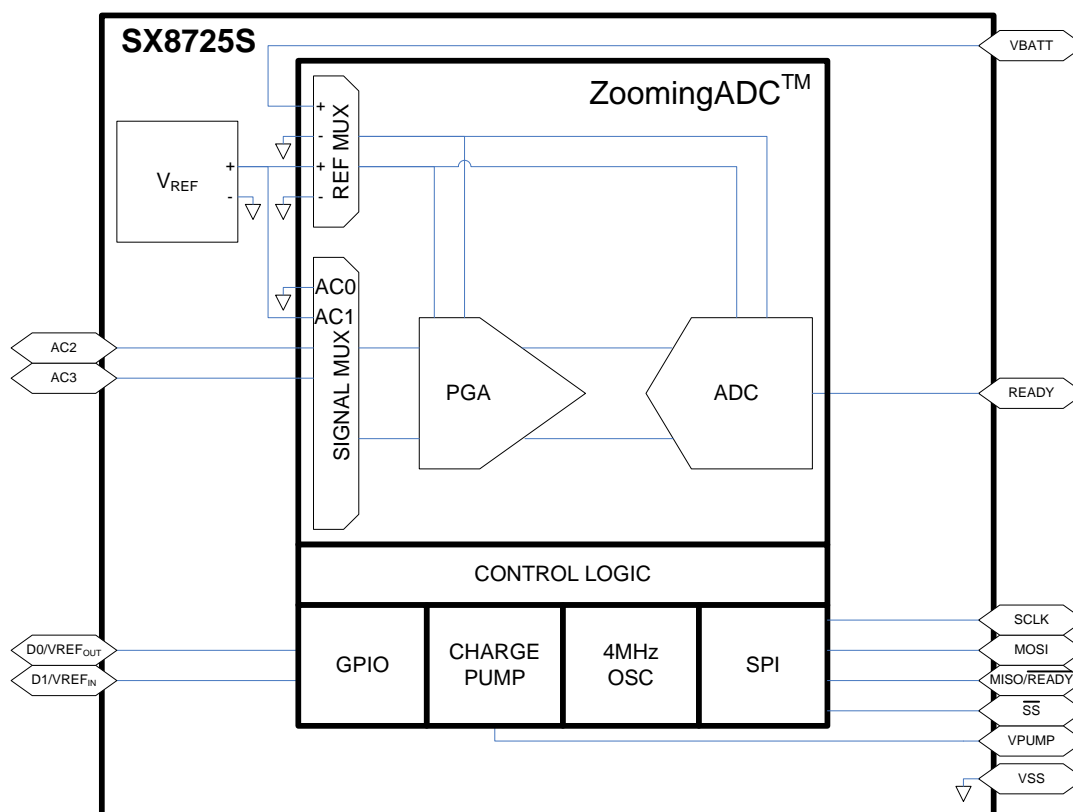 SX8725S
VBATT
ZoomingADC™
+
-
+
-
REF MUX
VREF
+
-
AC0
AC1
SIGNAL MUX
AC2
AC3
PGA
ADC
READY
CONTROL LOGIC
GPIO
CHARGE
PUMP
4MHz
OSC
SPI
D0/VREFOUT
D1/VREFIN
SCLK
MOSI
MISO/READY
SS
VPUMP
VSS